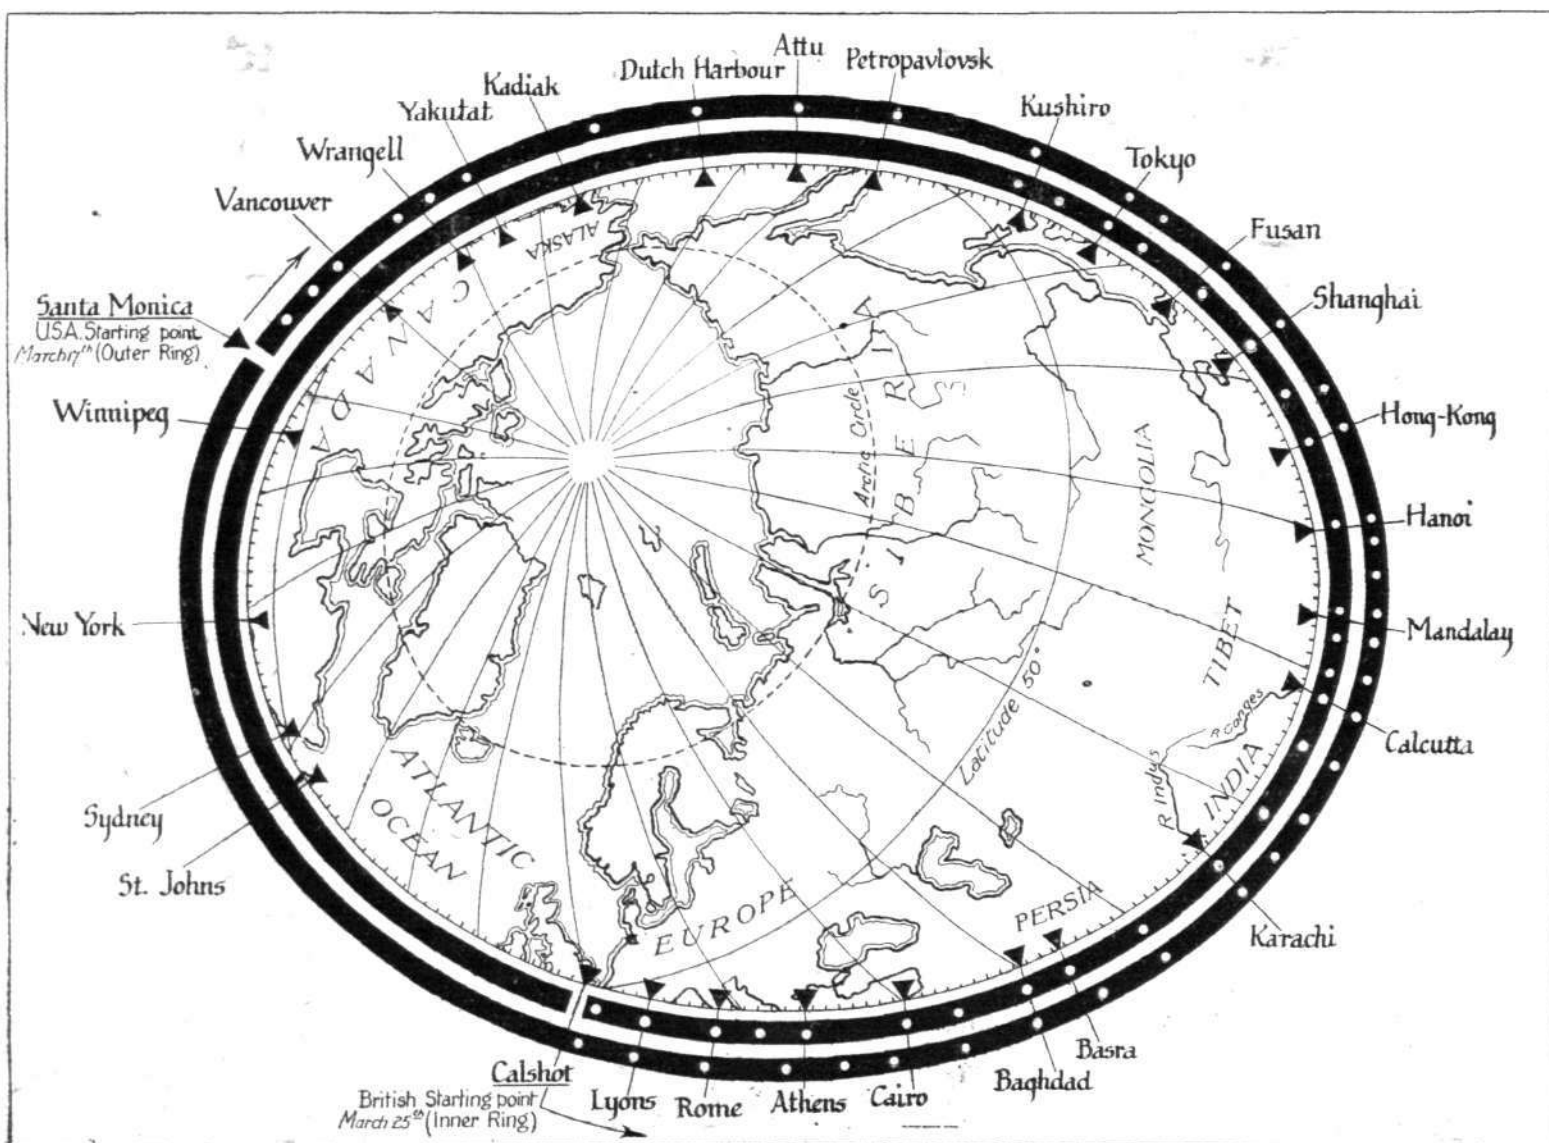 Attu
Dutch Harbour
Petropavlovsk
Kadiak
Yakutat
Kushiro
Wrangell
Tokyo
Vancouver
Fusan
Santa Monica
U.S.A. Starting point
March 17th (Outer Ring)
Shanghai
Winnipeg
Hong-Kong
Hanoi
New York
Mandalay
Calcutta
Sydney
St. Johns
Karachi
Basra
Baghdad
Cairo
Athens
Rome
Lyons
Calshot
British Starting point
March 25th (Inner Ring)
ALASKA
CANADA
SIBERIA
Arctic Circle
MONGOLIA
TIBET
R Ganges
R Indus
INDIA
Latitude 50°
PERSIA
EUROPE
ATLANTIC
OCEAN